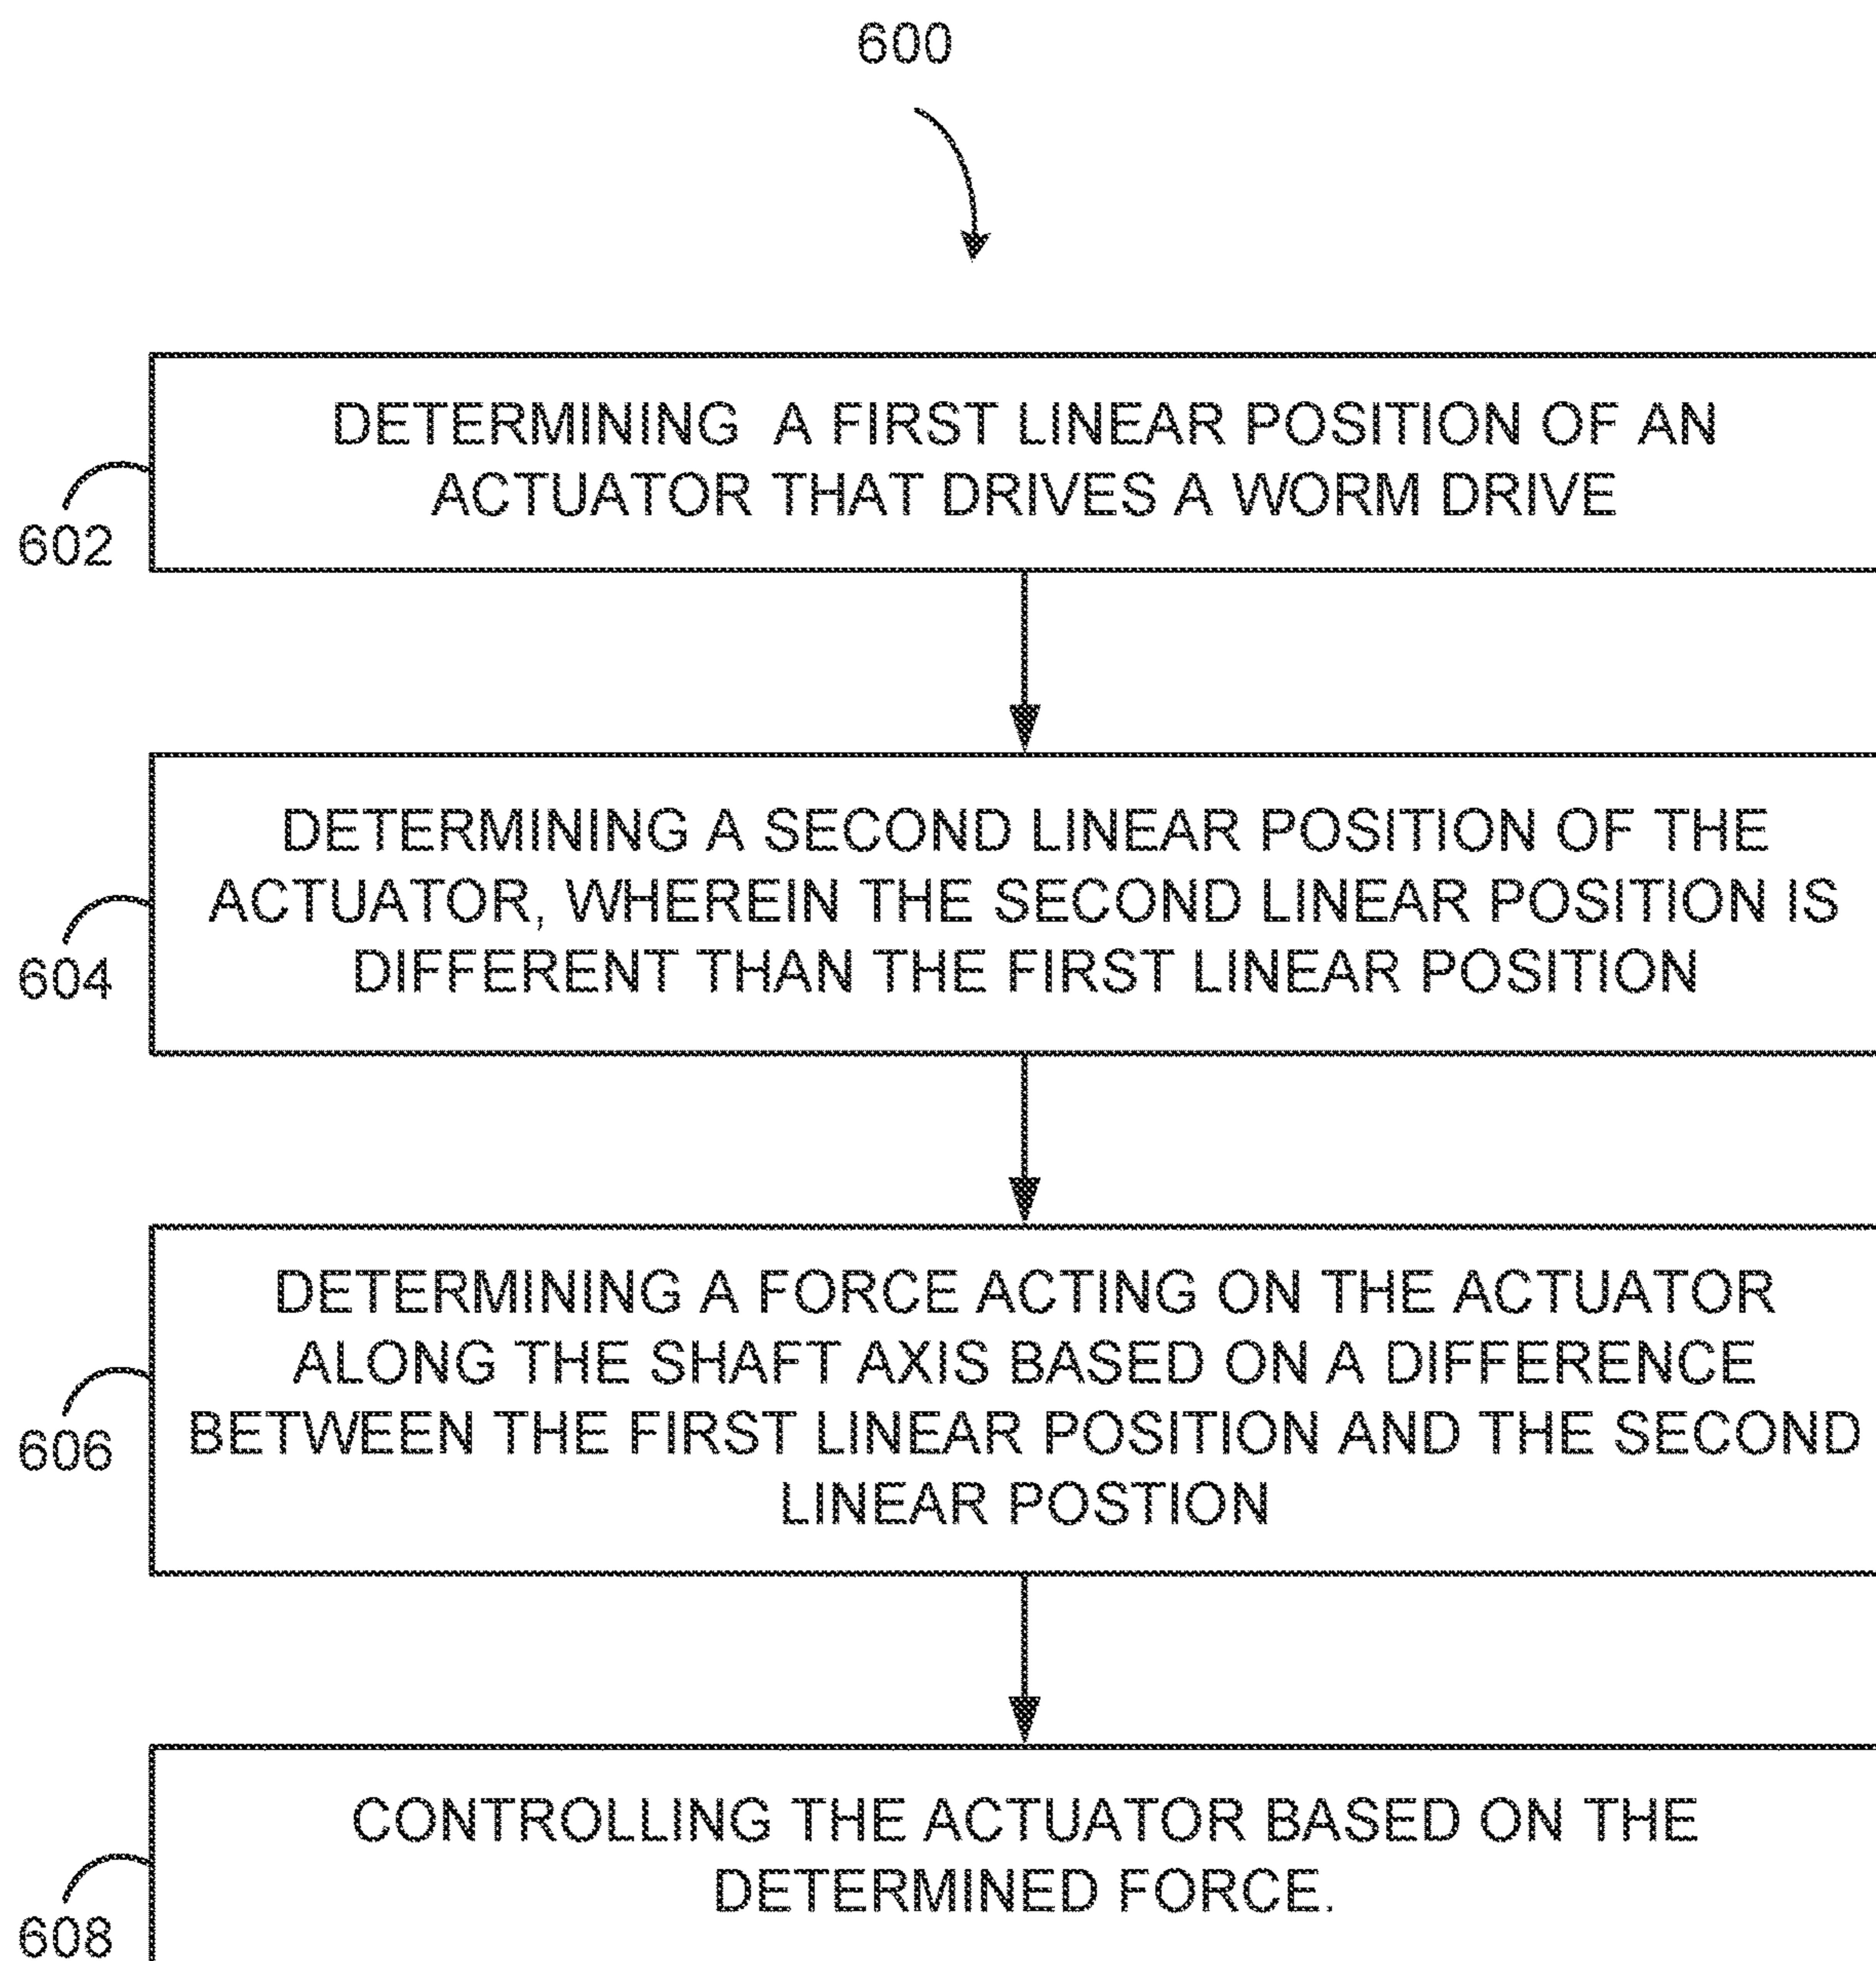 600
DETERMINING A FIRST LINEAR POSITION OF AN
ACTUATOR THAT DRIVES A WORM DRIVE
602
DETERMINING A SECOND LINEAR POSITION OF THE
ACTUATOR, WHEREIN THE SECOND LINEAR POSITION IS
DIFFERENT THAN THE FIRST LINEAR POSITION
604
DETERMINING A FORCE ACTING ON THE ACTUATOR
ALONG THE SHAFT AXIS BASED ON A DIFFERENCE
BETWEEN THE FIRST LINEAR POSITION AND THE SECOND
LINEAR POSTION
606
CONTROLLING THE ACTUATOR BASED ON THE
DETERMINED FORCE.
608